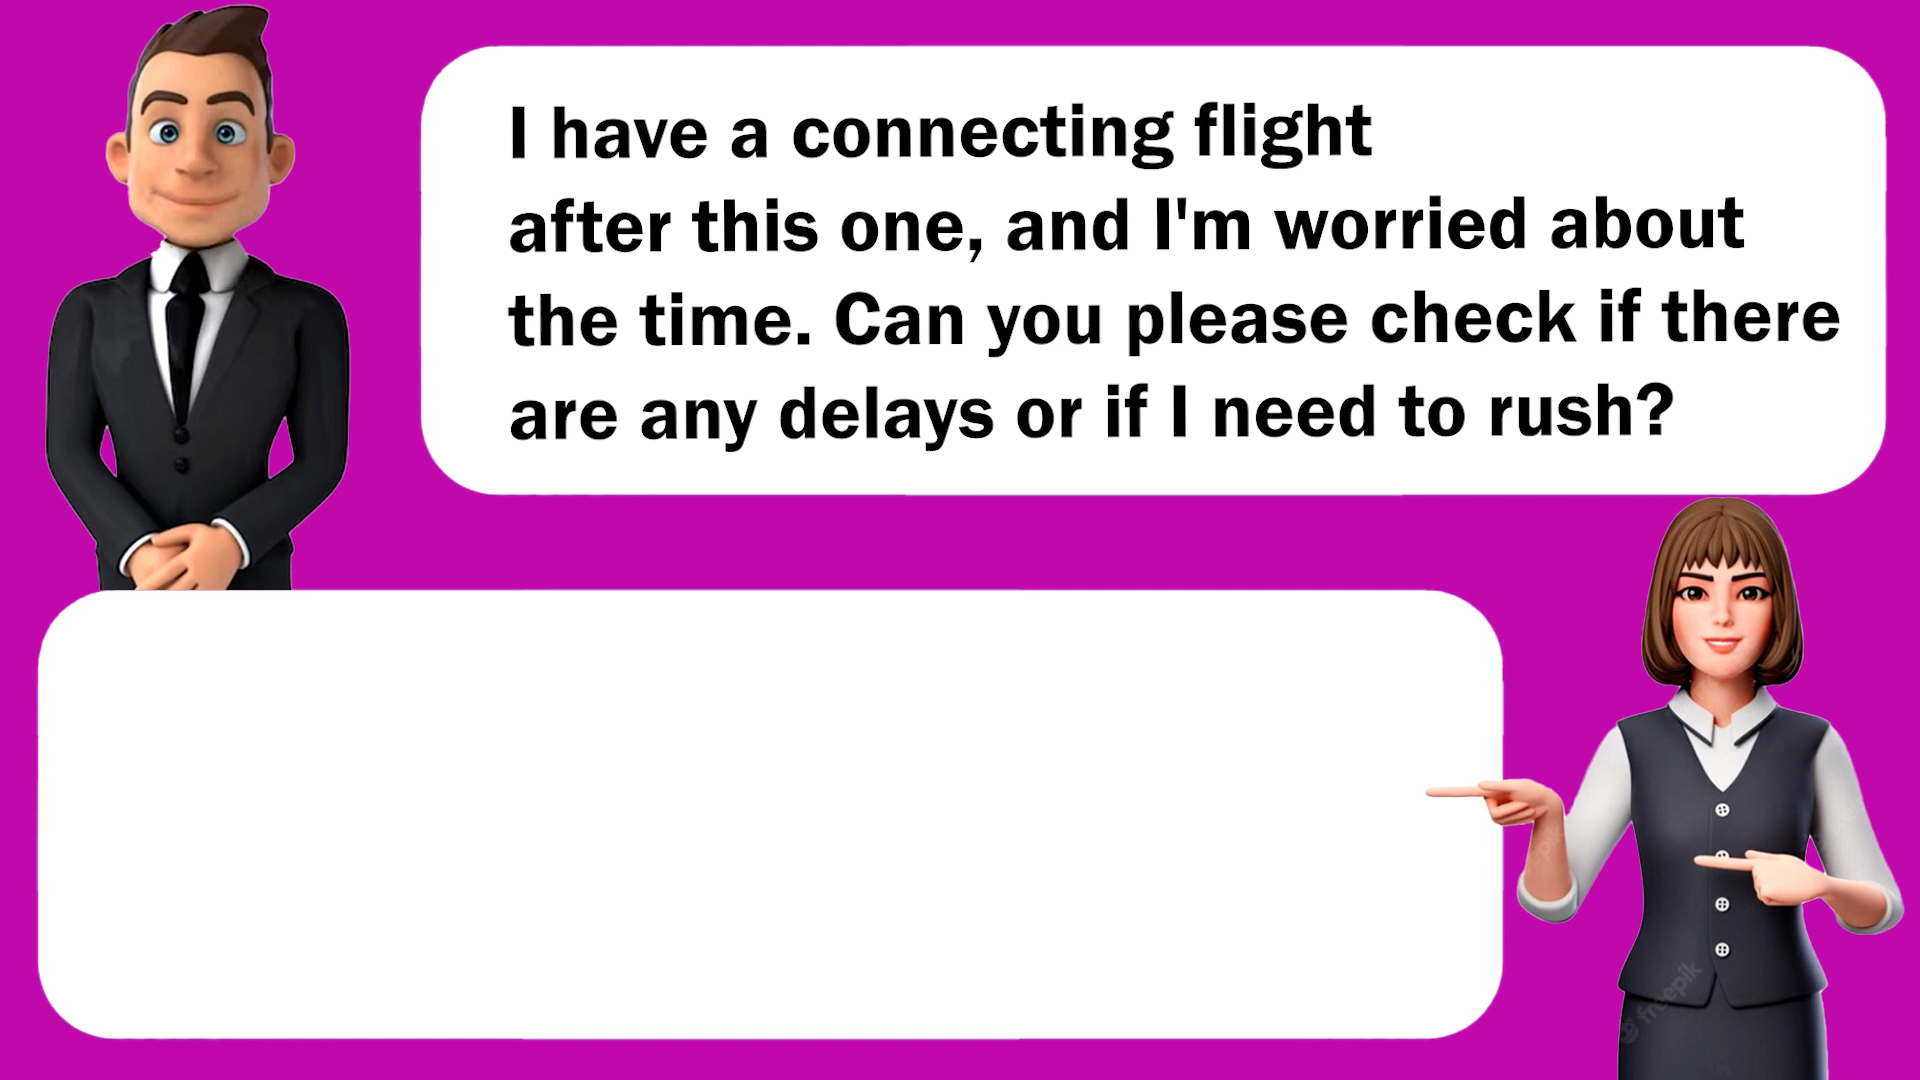 I have a connecting flight
after this one, and I'm worried about
the time. Can you please check if there
are any delays or if I need to rush?
freepik